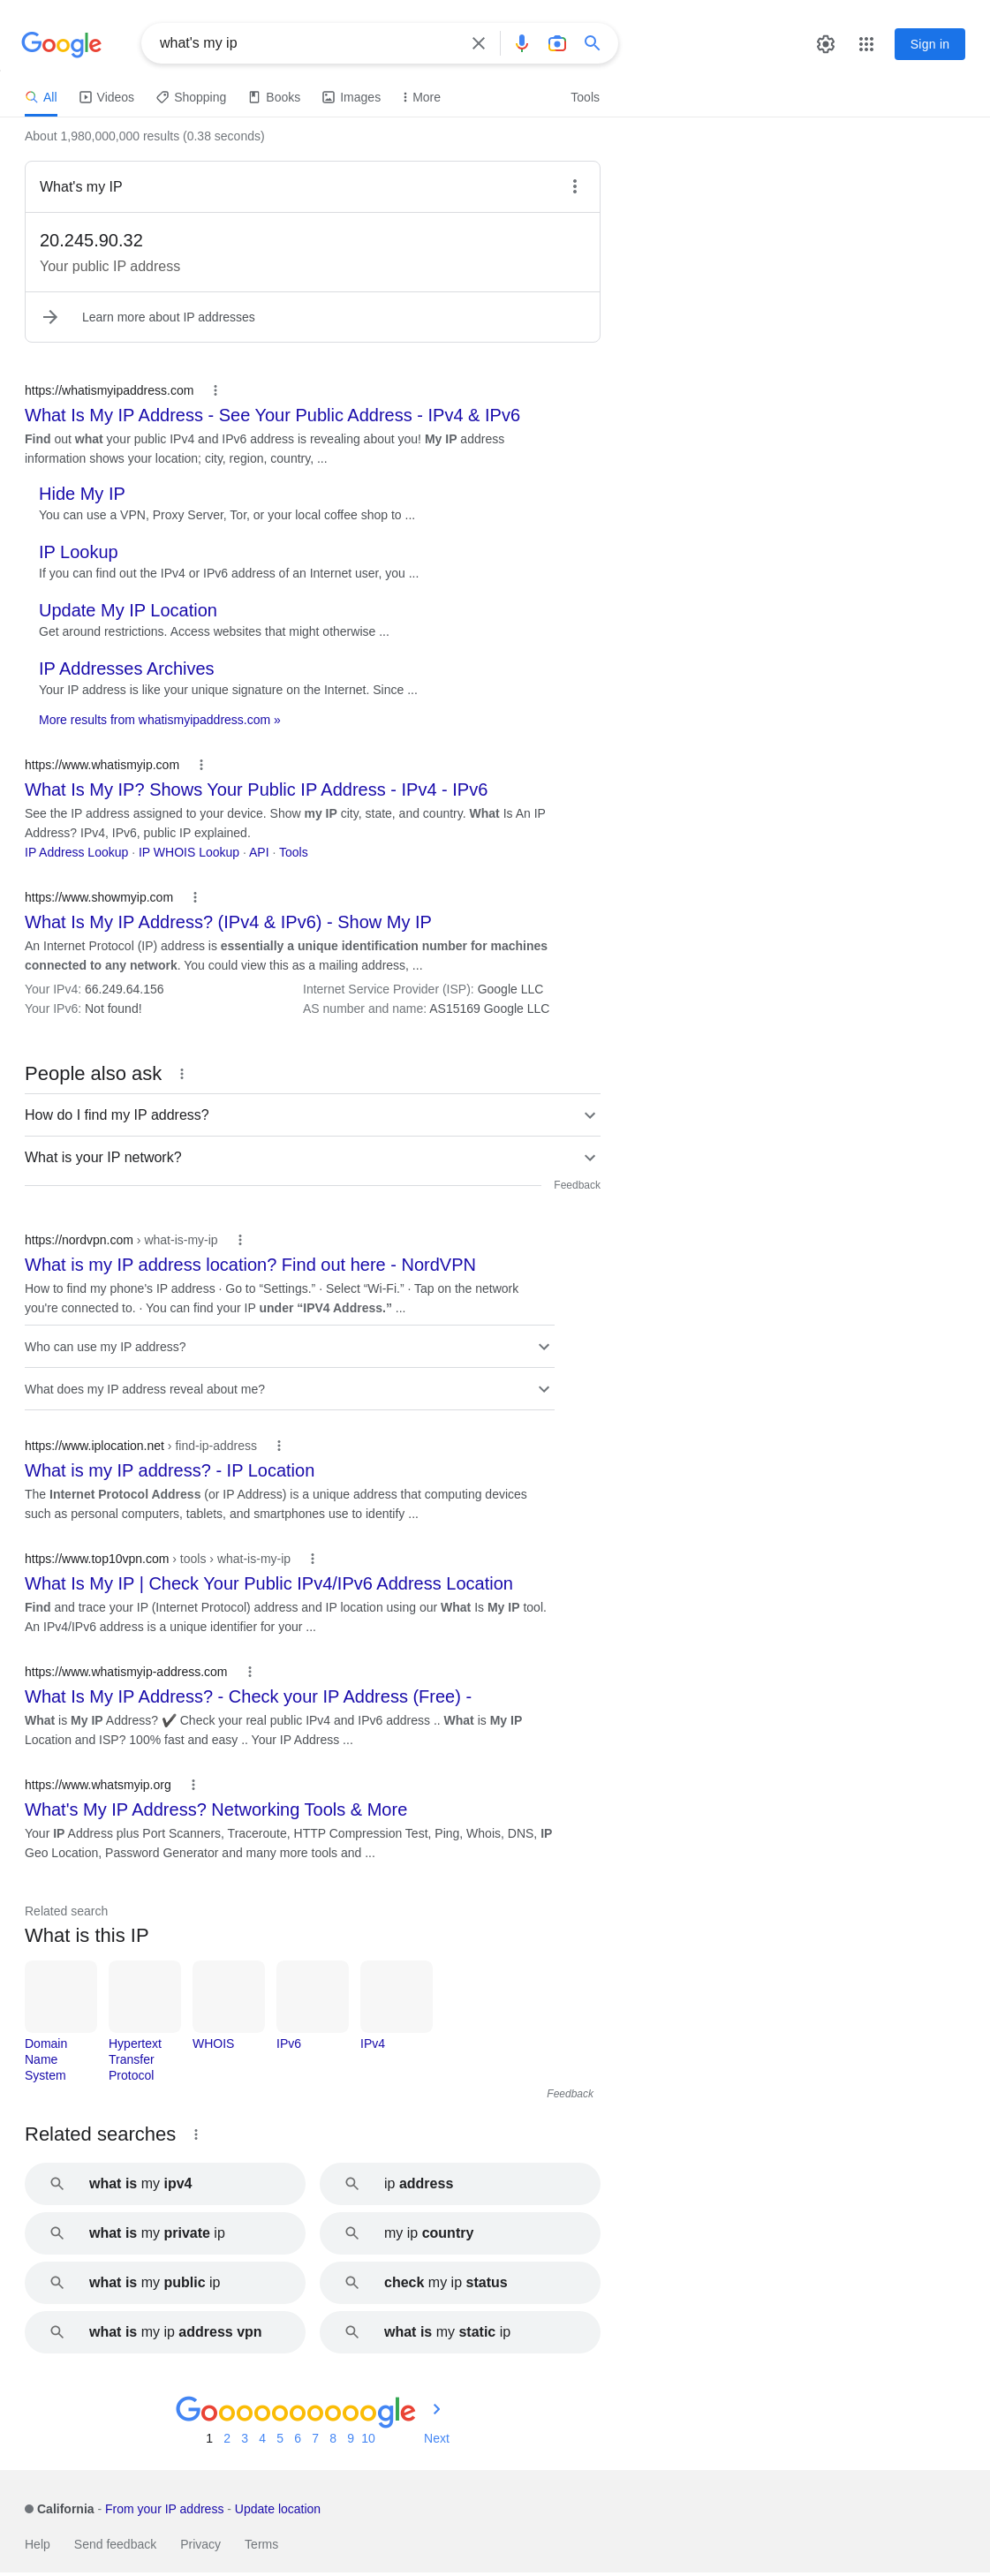 Google
what's my ip
Sign in
All Videos Shopping Books Images More Tools
About 1,980,000,000 results (0.38 seconds)
What's my IP
20.245.90.32
Your public IP address
Learn more about IP addresses
https://whatismyipaddress.com
What Is My IP Address - See Your Public Address - IPv4 & IPv6
Find out what your public IPv4 and IPv6 address is revealing about you! My IP address
information shows your location; city, region, country, ...
Hide My IP
You can use a VPN, Proxy Server, Tor, or your local coffee shop to ...
IP Lookup
If you can find out the IPv4 or IPv6 address of an Internet user, you ...
Update My IP Location
Get around restrictions. Access websites that might otherwise ...
IP Addresses Archives
Your IP address is like your unique signature on the Internet. Since ...
More results from whatismyipaddress.com »
https://www.whatismyip.com
What Is My IP? Shows Your Public IP Address - IPv4 - IPv6
See the IP address assigned to your device. Show my IP city, state, and country. What Is An IP
Address? IPv4, IPv6, public IP explained.
IP Address Lookup · IP WHOIS Lookup · API · Tools
https://www.showmyip.com
What Is My IP Address? (IPv4 & IPv6) - Show My IP
An Internet Protocol (IP) address is essentially a unique identification number for machines
connected to any network. You could view this as a mailing address, ...
Your IPv4: 66.249.64.156 Internet Service Provider (ISP): Google LLC
Your IPv6: Not found! AS number and name: AS15169 Google LLC
People also ask
How do I find my IP address?
What is your IP network?
Feedback
https://nordvpn.com › what-is-my-ip
What is my IP address location? Find out here - NordVPN
How to find my phone's IP address · Go to “Settings.” · Select “Wi-Fi.” · Tap on the network
you're connected to. · You can find your IP under “IPV4 Address.” ...
Who can use my IP address?
What does my IP address reveal about me?
https://www.iplocation.net › find-ip-address
What is my IP address? - IP Location
The Internet Protocol Address (or IP Address) is a unique address that computing devices
such as personal computers, tablets, and smartphones use to identify ...
https://www.top10vpn.com › tools › what-is-my-ip
What Is My IP | Check Your Public IPv4/IPv6 Address Location
Find and trace your IP (Internet Protocol) address and IP location using our What Is My IP tool.
An IPv4/IPv6 address is a unique identifier for your ...
https://www.whatismyip-address.com
What Is My IP Address? - Check your IP Address (Free) -
What is My IP Address? ✔ Check your real public IPv4 and IPv6 address .. What is My IP
Location and ISP? 100% fast and easy .. Your IP Address ...
https://www.whatsmyip.org
What's My IP Address? Networking Tools & More
Your IP Address plus Port Scanners, Traceroute, HTTP Compression Test, Ping, Whois, DNS, IP
Geo Location, Password Generator and many more tools and ...
Related search
What is this IP
Domain Name System
Hypertext Transfer Protocol
WHOIS
IPv6
IPv4
Feedback
Related searches
what is my ipv4
ip address
what is my private ip
my ip country
what is my public ip
check my ip status
what is my ip address vpn
what is my static ip
Goooooooooogle
1 2 3 4 5 6 7 8 9 10 Next
California - From your IP address - Update location
Help Send feedback Privacy Terms